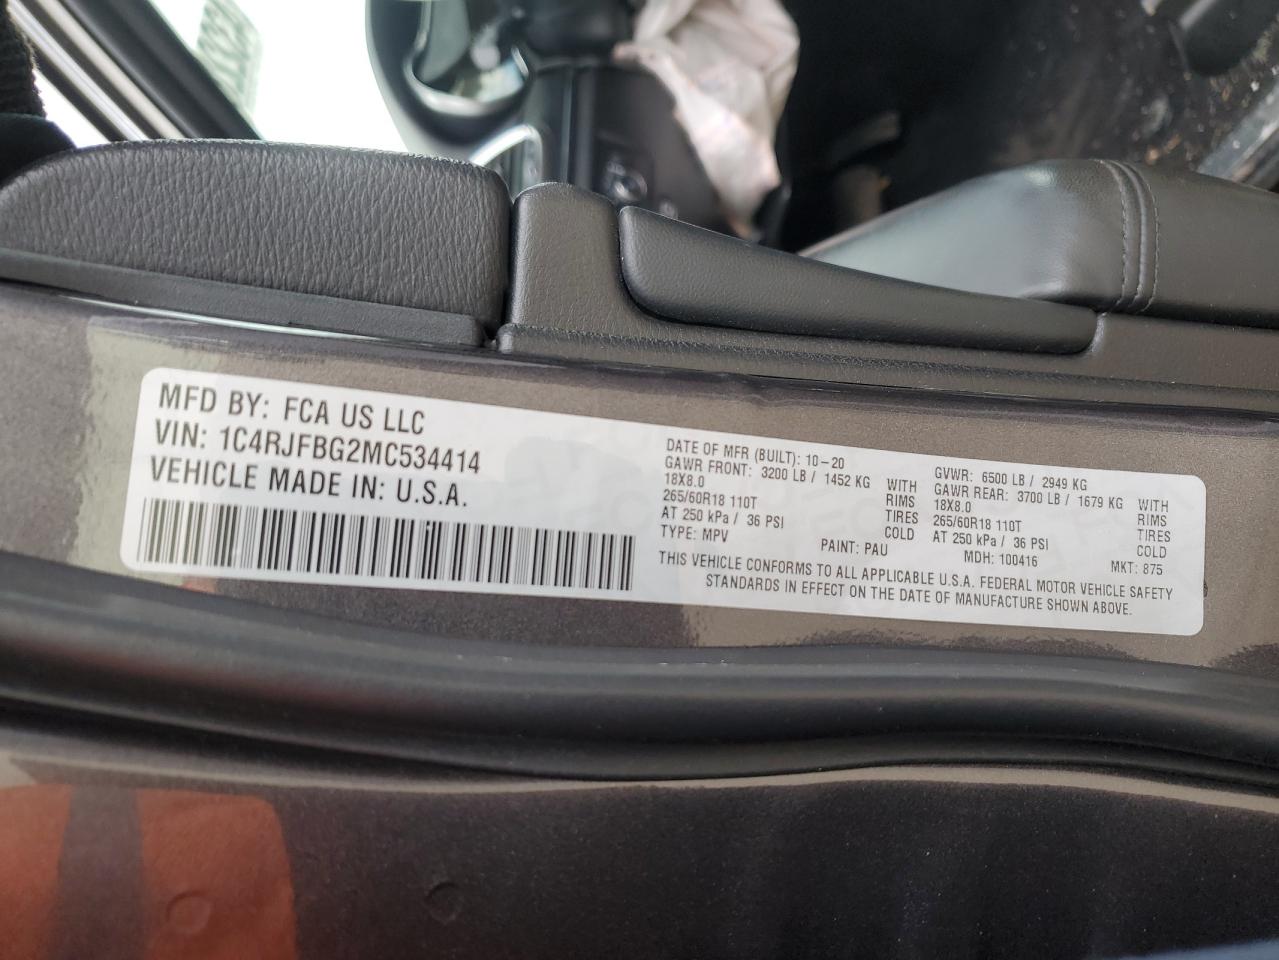 MFD BY: FCA US LLC
VIN: 1C4RJFBG2MC534414
VEHICLE MADE IN: U.S.A.
DATE OF MFR (BUILT): 10-20
GAWR FRONT: 3200 LB / 1452 KG WITH
18X8.0 RIMS
265/60R18 110T TIRES
AT 250 kPa / 36 PSI COLD
TYPE: MPV PAINT: PAU
GVWR: 6500 LB / 2949 KG
GAWR REAR: 3700 LB / 1679 KG WITH
18X8.0 RIMS
265/60R18 110T TIRES
AT 250 kPa / 36 PSI COLD
MDH: 100416 MKT: 875
THIS VEHICLE CONFORMS TO ALL APPLICABLE U.S.A. FEDERAL MOTOR VEHICLE SAFETY
STANDARDS IN EFFECT ON THE DATE OF MANUFACTURE SHOWN ABOVE.